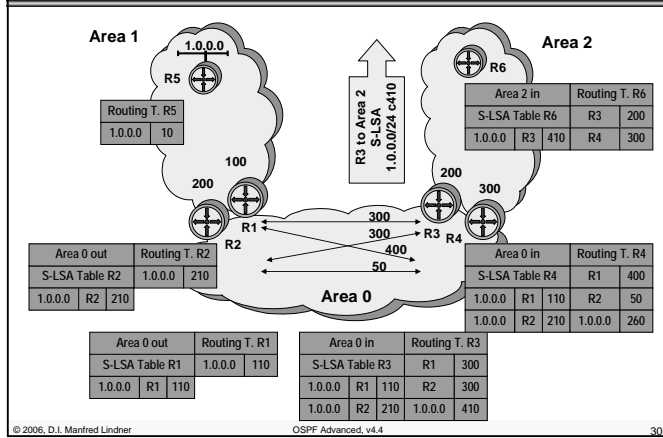 Area 1
1.0.0.0
R5
Routing T. R5
1.0.0.0 10
100
200
R1
R2
R3 to Area 2
S-LSA
1.0.0.0/24 c410
Area 2
R6
Area 2 in Routing T. R6
S-LSA Table R6 R3 200
1.0.0.0 R3 410 R4 300
200
300
R3
R4
300
300
400
50
Area 0
Area 0 out Routing T. R2
S-LSA Table R2 1.0.0.0 210
1.0.0.0 R2 210
Area 0 in Routing T. R4
S-LSA Table R4 R1 400
1.0.0.0 R1 110 R2 50
1.0.0.0 R2 210 1.0.0.0 260
Area 0 out Routing T. R1
S-LSA Table R1 1.0.0.0 110
1.0.0.0 R1 110
Area 0 in Routing T. R3
S-LSA Table R3 R1 300
1.0.0.0 R1 110 R2 300
1.0.0.0 R2 210 1.0.0.0 410
© 2006, D.I. Manfred Lindner OSPF Advanced, v4.4 30